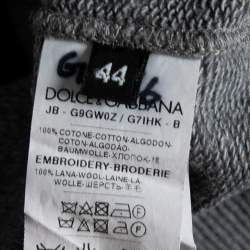 44
DOLCE&GABBANA
JB - G9GW0Z / G7IHK - B
100% COTONE-COTTON-ALGODON
COTON-ALGODÃO-
BAUMWOLLE-ХЛОПОК-棉
EMBROIDERY-BRODERIE
100% LANA-WOOL-LAINE-LA
WOLLE-ШЕРСТЬ-羊毛